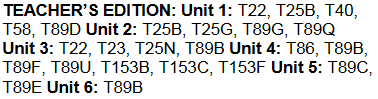 TEACHER'S EDITION: Unit 1: T22, T25B, T40,
T58, T89D Unit 2: T25B, T25G, T89G, T89Q
Unit 3: T22, T23, T25N, T89B Unit 4: T86, T89B,
T89F, T89U, T153B, T153C, T153F Unit 5: T89C,
T89E Unit 6: T89B